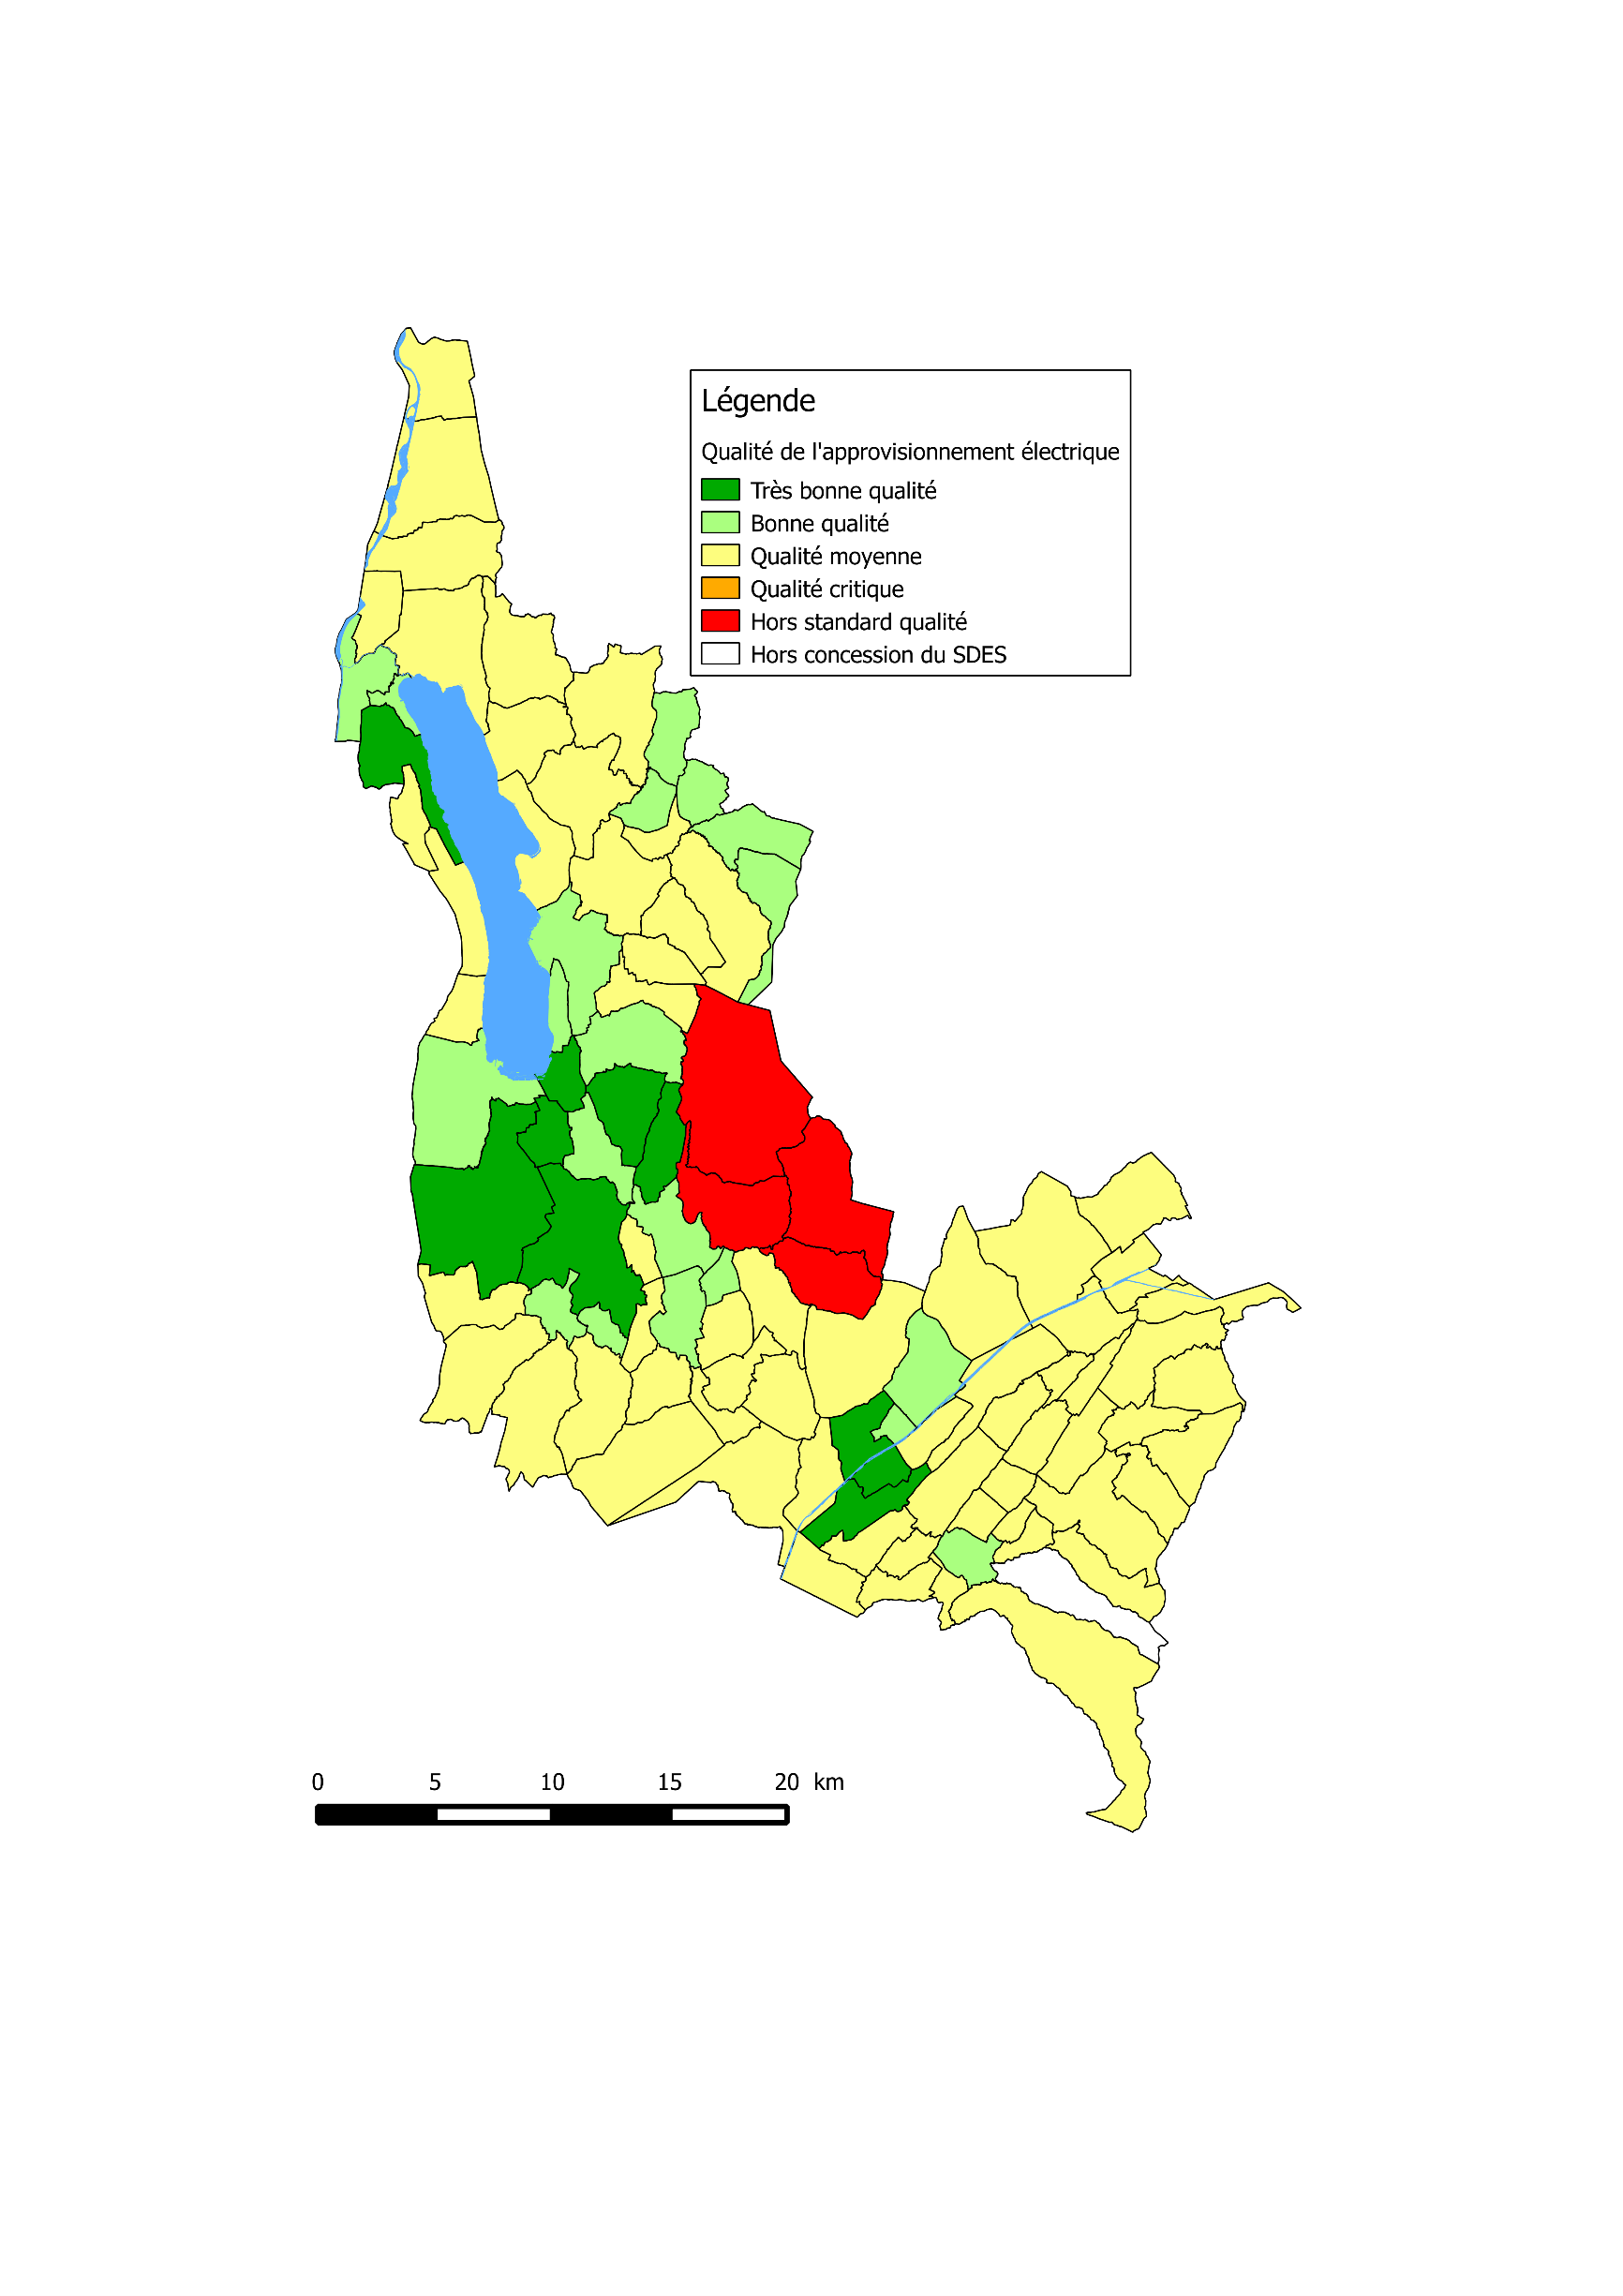 Légende
Qualité de l'approvisionnement électrique
Très bonne qualité
Bonne qualité
Qualité moyenne
Qualité critique
Hors standard qualité
Hors concession du SDES
0 5 10 15 20 km